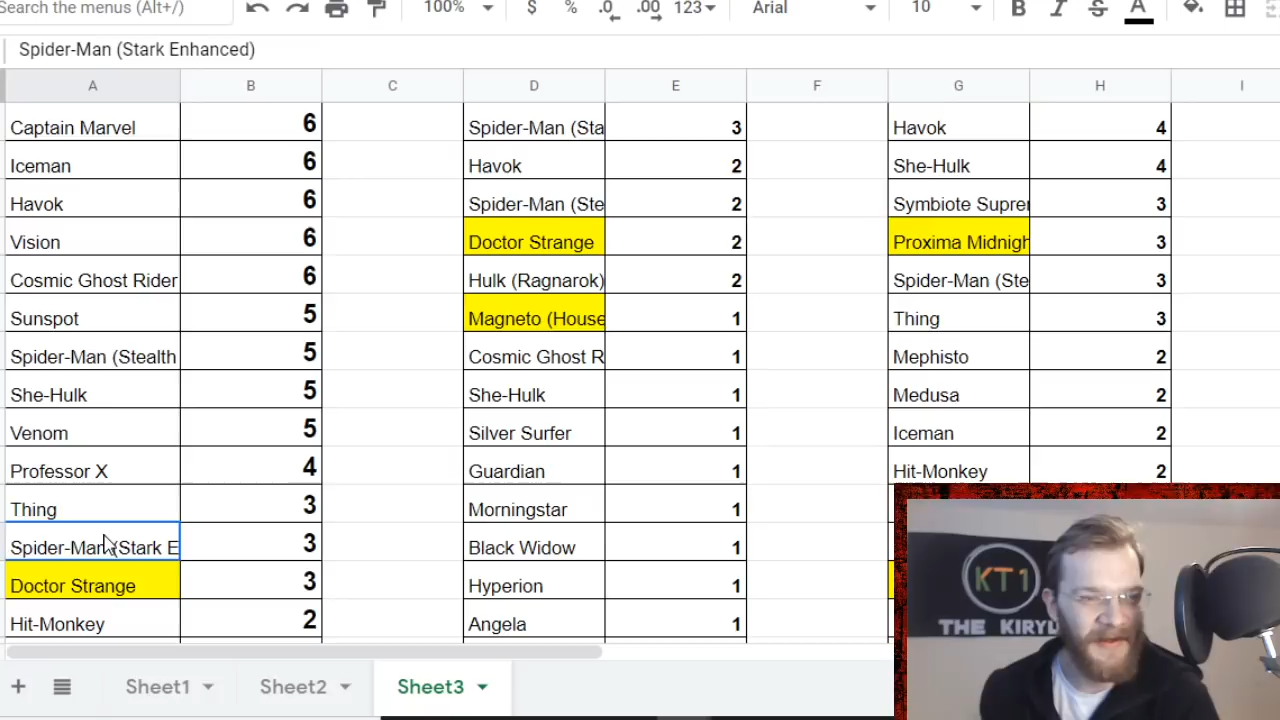 Search the menus (Alt+/) 100% $ % .0 .00 123 Arial 10 B I S A
Spider-Man (Stark Enhanced)
A B C D E F G H I
Captain Marvel 6 Spider-Man (Sta 3 Havok 4
Iceman 6 Havok 2 She-Hulk 4
Havok 6 Spider-Man (Ste 2 Symbiote Suprem 3
Vision 6 Doctor Strange 2 Proxima Midnigh 3
Cosmic Ghost Rider 6 Hulk (Ragnarok) 2 Spider-Man (Ste 3
Sunspot 5 Magneto (House 1 Thing 3
Spider-Man (Stealth 5 Cosmic Ghost R 1 Mephisto 2
She-Hulk 5 She-Hulk 1 Medusa 2
Venom 5 Silver Surfer 1 Iceman 2
Professor X 4 Guardian 1 Hit-Monkey 2
Thing 3 Morningstar 1
Spider-Man (Stark E 3 Black Widow 1
Doctor Strange 3 Hyperion 1
Hit-Monkey 2 Angela 1
KT1
THE KIRYL
Sheet1 Sheet2 Sheet3